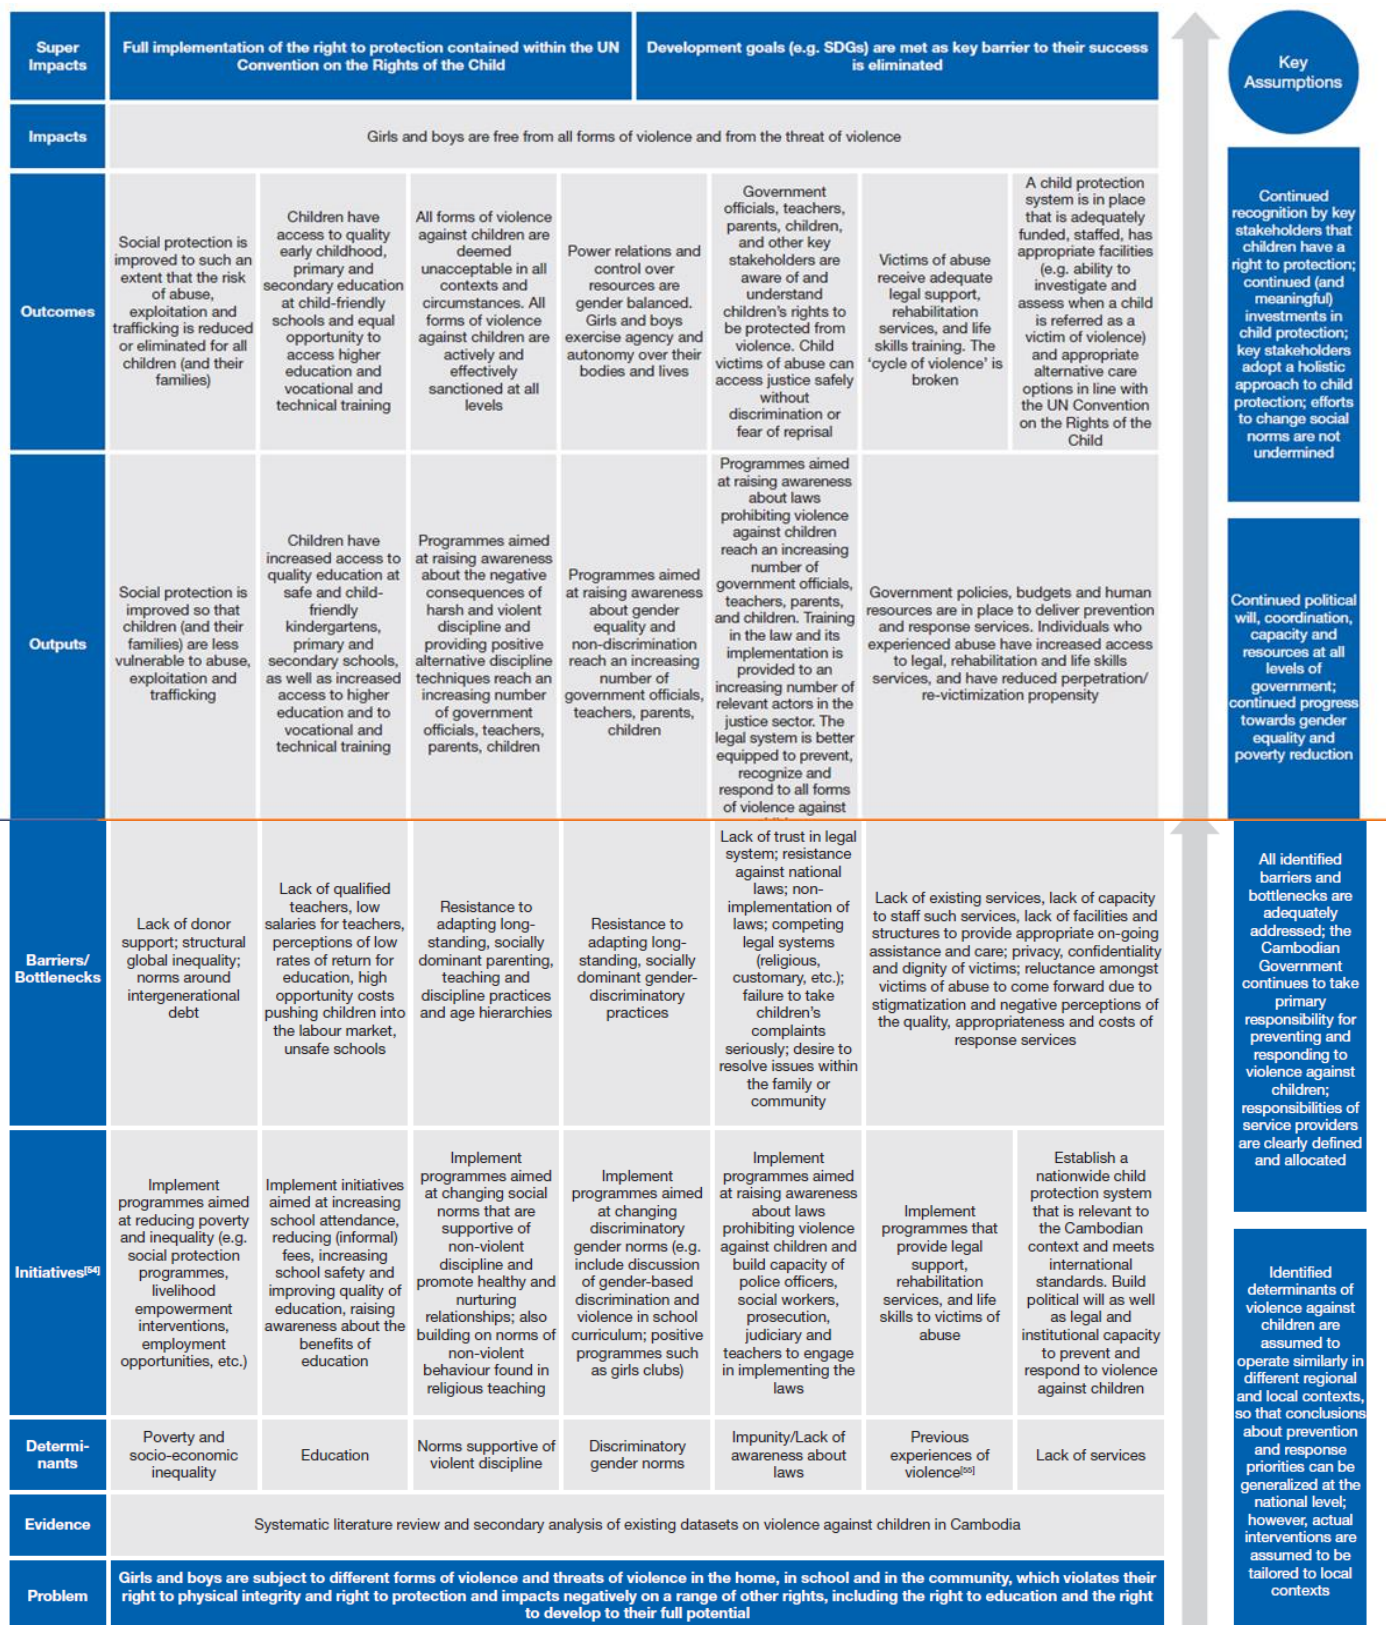 Super
Impacts
Full implementation of the right to protection contained within the UN
Convention on the Rights of the Child
Development goals (e.g. SDGs) are met as key barrier to their success
is eliminated
Key
Assumptions
Impacts
Girls and boys are free from all forms of violence and from the threat of violence
Outcomes
Social protection is
improved to such an
extent that the risk
of abuse,
exploitation and
trafficking is reduced
or eliminated for all
children (and their
families)
Children have
access to quality
early childhood,
primary and
secondary education
at child-friendly
schools and equal
opportunity to
access higher
education and
vocational and
technical training
All forms of violence
against children are
deemed
unacceptable in all
contexts and
circumstances. All
forms of violence
against children are
actively and
effectively
sanctioned at all
levels
Power relations and
control over
resources are
gender balanced.
Girls and boys
exercise agency and
autonomy over their
bodies and lives
Government
officials, teachers,
parents, children,
and other key
stakeholders are
aware of and
understand
children's rights to
be protected from
violence. Child
victims of abuse can
access justice safely
without
discrimination or
fear of reprisal
Victims of abuse
receive adequate
legal support,
rehabilitation
services, and life
skills training. The
'cycle of violence' is
broken
A child protection
system is in place
that is adequately
funded, staffed, has
appropriate facilities
(e.g. ability to
investigate and
assess when a child
is referred as a
victim of violence)
and appropriate
alternative care
options in line with
the UN Convention
on the Rights of the
Child
Continued
recognition by key
stakeholders that
children have a
right to protection;
continued (and
meaningful)
investments in
child protection;
key stakeholders
adopt a holistic
approach to child
protection; efforts
to change social
norms are not
undermined
Outputs
Social protection is
improved so that
children (and their
families) are less
vulnerable to abuse,
exploitation and
trafficking
Children have
increased access to
quality education at
safe and child-
friendly
kindergartens,
primary and
secondary schools,
as well as increased
access to higher
education and to
vocational and
technical training
Programmes aimed
at raising awareness
about the negative
consequences of
harsh and violent
discipline and
providing positive
alternative discipline
techniques reach an
increasing number
of government
officials, teachers,
parents, children
Programmes aimed
at raising awareness
about gender
equality and
non-discrimination
reach an increasing
number of
government officials,
teachers, parents,
children
Programmes aimed
at raising awareness
about laws
prohibiting violence
against children
reach an increasing
number of
government officials,
teachers, parents,
and children. Training
in the law and its
implementation is
provided to an
increasing number of
relevant actors in the
justice sector. The
legal system is better
equipped to prevent,
recognize and
respond to all forms
of violence against
Government policies, budgets and human
resources are in place to deliver prevention
and response services. Individuals who
experienced abuse have increased access
to legal, rehabilitation and life skills
services, and have reduced perpetration/
re-victimization propensity
Continued political
will, coordination,
capacity and
resources at all
levels of
government;
continued progress
towards gender
equality and
poverty reduction
Barriers/
Bottlenecks
Lack of donor
support; structural
global inequality;
norms around
intergenerational
debt
Lack of qualified
teachers, low
salaries for teachers,
perceptions of low
rates of return for
education, high
opportunity costs
pushing children into
the labour market,
unsafe schools
Resistance to
adapting long-
standing, socially
dominant parenting,
teaching and
discipline practices
and age hierarchies
Resistance to
adapting long-
standing, socially
dominant gender-
discriminatory
practices
Lack of trust in legal
system; resistance
against national
laws; non-
implementation of
laws; competing
legal systems
(religious,
customary, etc.);
failure to take
children's
complaints
seriously; desire to
resolve issues within
the family or
community
Lack of existing services, lack of capacity
to staff such services, lack of facilities and
structures to provide appropriate on-going
assistance and care; privacy, confidentiality
and dignity of victims; reluctance amongst
victims of abuse to come forward due to
stigmatization and negative perceptions of
the quality, appropriateness and costs of
response services
All identified
barriers and
bottlenecks are
adequately
addressed; the
Cambodian
Government
continues to take
primary
responsibility for
preventing and
responding to
violence against
children;
responsibilities of
service providers
are clearly defined
and allocated
Initiatives[54]
Implement
programmes aimed
at reducing poverty
and inequality (e.g.
social protection
programmes,
livelihood
empowerment
interventions,
employment
opportunities, etc.)
Implement initiatives
aimed at increasing
school attendance,
reducing (informal)
fees, increasing
school safety and
improving quality of
education, raising
awareness about the
benefits of
education
Implement
programmes aimed
at changing social
norms that are
supportive of
non-violent
discipline and
promote healthy and
nurturing
relationships; also
building on norms of
non-violent
behaviour found in
religious teaching
Implement
programmes aimed
at changing
discriminatory
gender norms (e.g.
include discussion
of gender-based
discrimination and
violence in school
curriculum; positive
programmes such
as girls clubs)
Implement
programmes aimed
at raising awareness
about laws
prohibiting violence
against children and
build capacity of
police officers,
social workers,
prosecution,
judiciary and
teachers to engage
in implementing the
laws
Implement
programmes that
provide legal
support,
rehabilitation
services, and life
skills to victims of
abuse
Establish a
nationwide child
protection system
that is relevant to
the Cambodian
context and meets
international
standards. Build
political will as well
as legal and
institutional capacity
to prevent and
respond to violence
against children
Identified
determinants of
violence against
children are
assumed to
operate similarly in
different regional
and local contexts,
so that conclusions
about prevention
and response
priorities can be
generalized at the
national level;
however, actual
interventions are
assumed to be
tailored to local
contexts
Determi-
nants
Poverty and
socio-economic
inequality
Education
Norms supportive of
violent discipline
Discriminatory
gender norms
Impunity/Lack of
awareness about
laws
Previous
experiences of
violence[55]
Lack of services
Evidence
Systematic literature review and secondary analysis of existing datasets on violence against children in Cambodia
Problem
Girls and boys are subject to different forms of violence and threats of violence in the home, in school and in the community, which violates their
right to physical integrity and right to protection and impacts negatively on a range of other rights, including the right to education and the right
to develop to their full potential